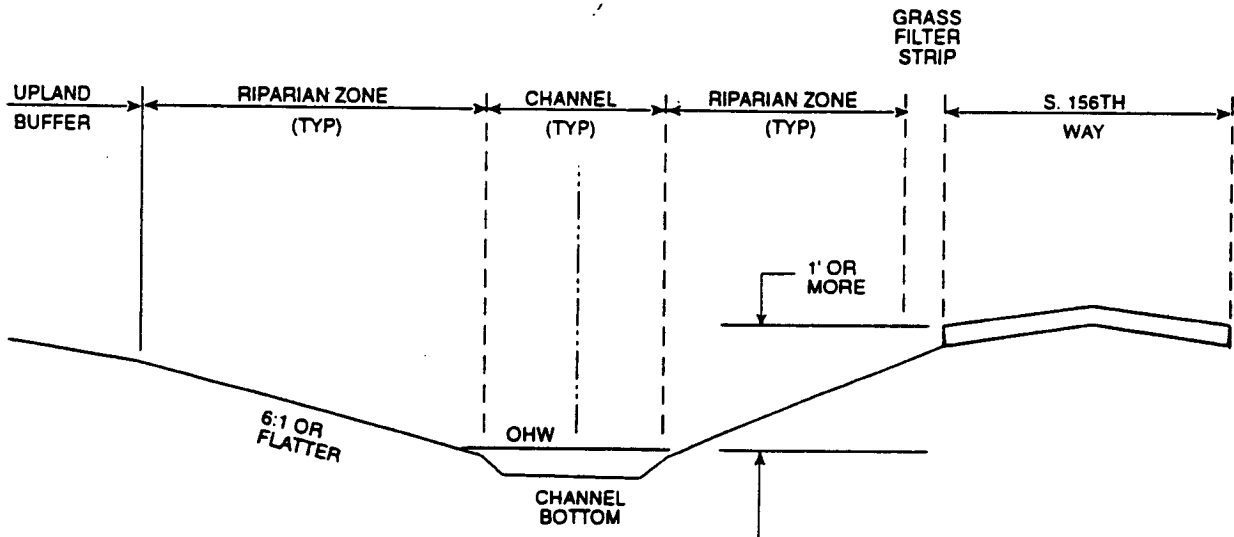 GRASS
FILTER
STRIP
UPLAND
BUFFER
RIPARIAN ZONE
(TYP)
CHANNEL
(TYP)
RIPARIAN ZONE
(TYP)
S. 156TH
WAY
1' OR
MORE
6:1 OR
FLATTER
OHW
CHANNEL
BOTTOM